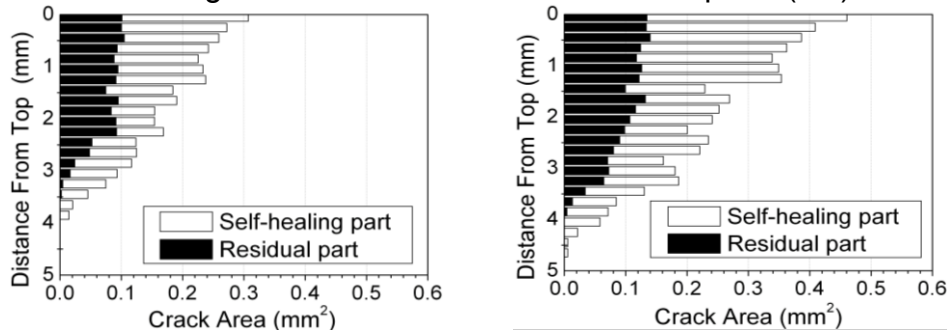 0
1
2
3
4
5
Distance From Top (mm)
Self-healing part
Residual part
0.0 0.1 0.2 0.3 0.4 0.5 0.6
Crack Area (mm²)
0
1
2
3
4
5
Distance From Top (mm)
Self-healing part
Residual part
0.0 0.1 0.2 0.3 0.4 0.5 0.6
Crack Area (mm²)